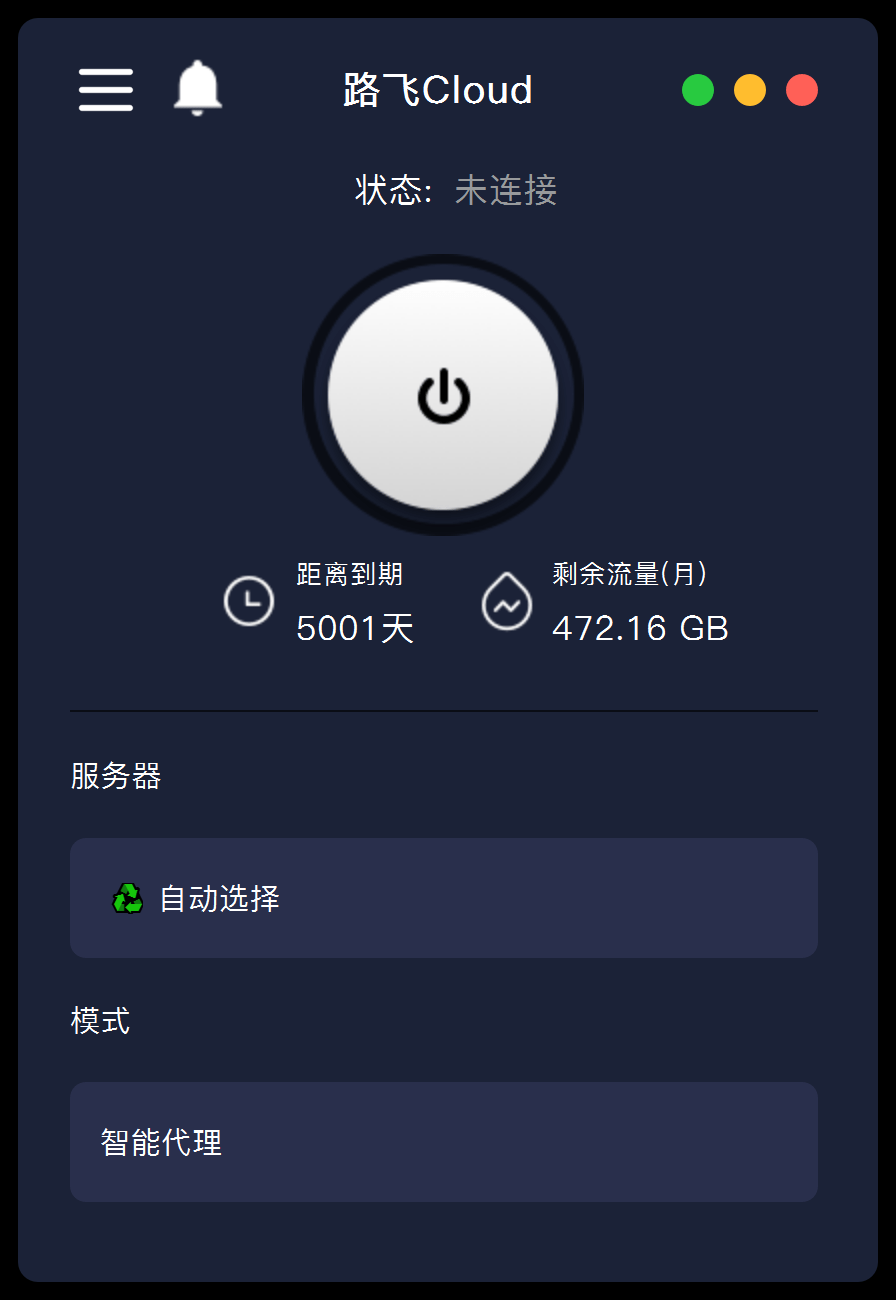 路飞Cloud
状态: 未连接
距离到期
5001天
剩余流量(月)
472.16 GB
服务器
自动选择
模式
智能代理